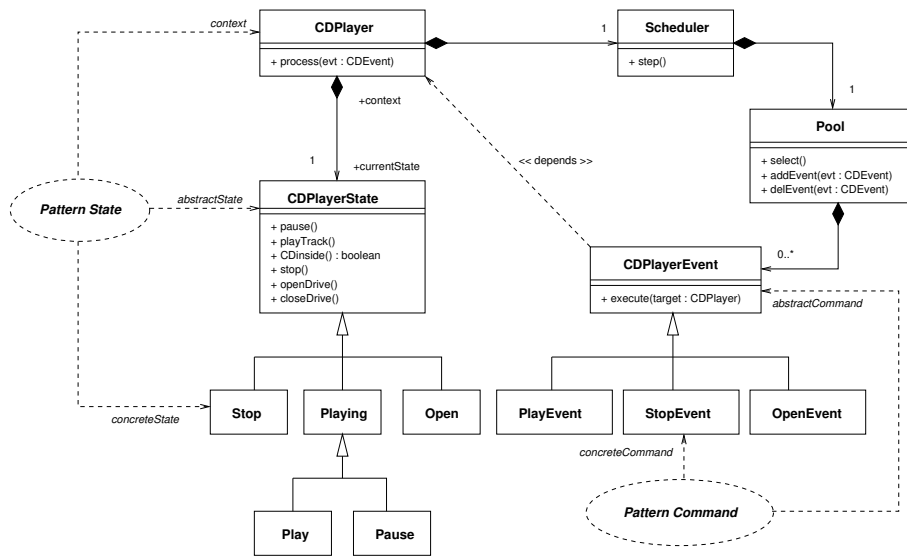 context
CDPlayer
+ process(evt : CDEvent)
1
Scheduler
+ step()
+context
1
1
+currentState
<< depends >>
Pool
+ select()
+ addEvent(evt : CDEvent)
+ delEvent(evt : CDEvent)
Pattern State
abstractState
CDPlayerState
+ pause()
+ playTrack()
+ CDinside() : boolean
+ stop()
+ openDrive()
+ closeDrive()
0..*
CDPlayerEvent
+ execute(target : CDPlayer)
abstractCommand
concreteState
Stop
Playing
Open
PlayEvent
StopEvent
OpenEvent
concreteCommand
Play
Pause
Pattern Command